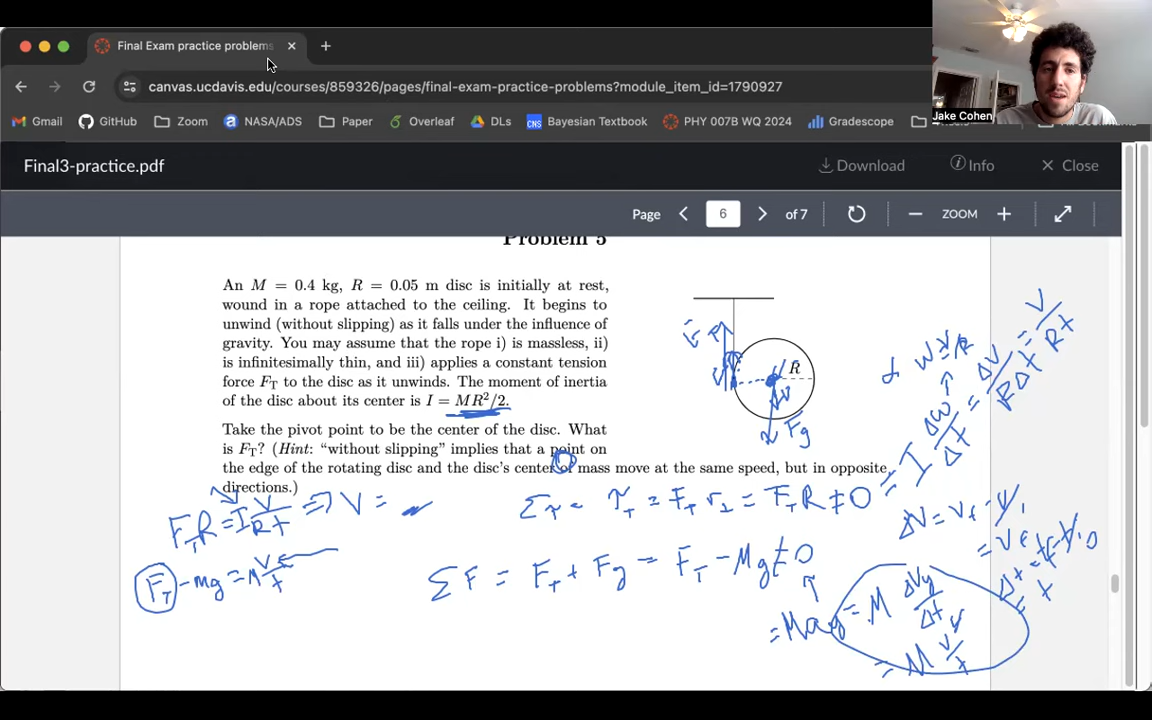 Final Exam practice problems
canvas.ucdavis.edu/courses/859326/pages/final-exam-practice-problems?module_item_id=1790927
Gmail GitHub Zoom NASA/ADS Paper Overleaf DLs Bayesian Textbook PHY 007B WQ 2024 Gradescope
Jake Cohen
Final3-practice.pdf Download Info Close
Page 6 of 7 ZOOM
Problem 5
An M = 0.4 kg, R = 0.05 m disc is initially at rest,
wound in a rope attached to the ceiling. It begins to
unwind (without slipping) as it falls under the influence of
gravity. You may assume that the rope i) is massless, ii)
is infinitesimally thin, and iii) applies a constant tension
force F_T to the disc as it unwinds. The moment of inertia
of the disc about its center is I = MR²/2.
Take the pivot point to be the center of the disc. What
is F_T? (Hint: "without slipping" implies that a point on
the edge of the rotating disc and the disc's center of mass move at the same speed, but in opposite
directions.)
R
F_g
F_T R = I V/Rt ⇒ V =
Στ = τ_T = F_T r_⊥ = F_T R ≠ 0
= I Δω/Δt = ΔV/RΔt = V/Rt
F_T - mg = M V/t
ΣF = F_T + F_g = F_T - Mg ≠ 0
= Ma_y = M ΔV_y/Δt
= M V/t